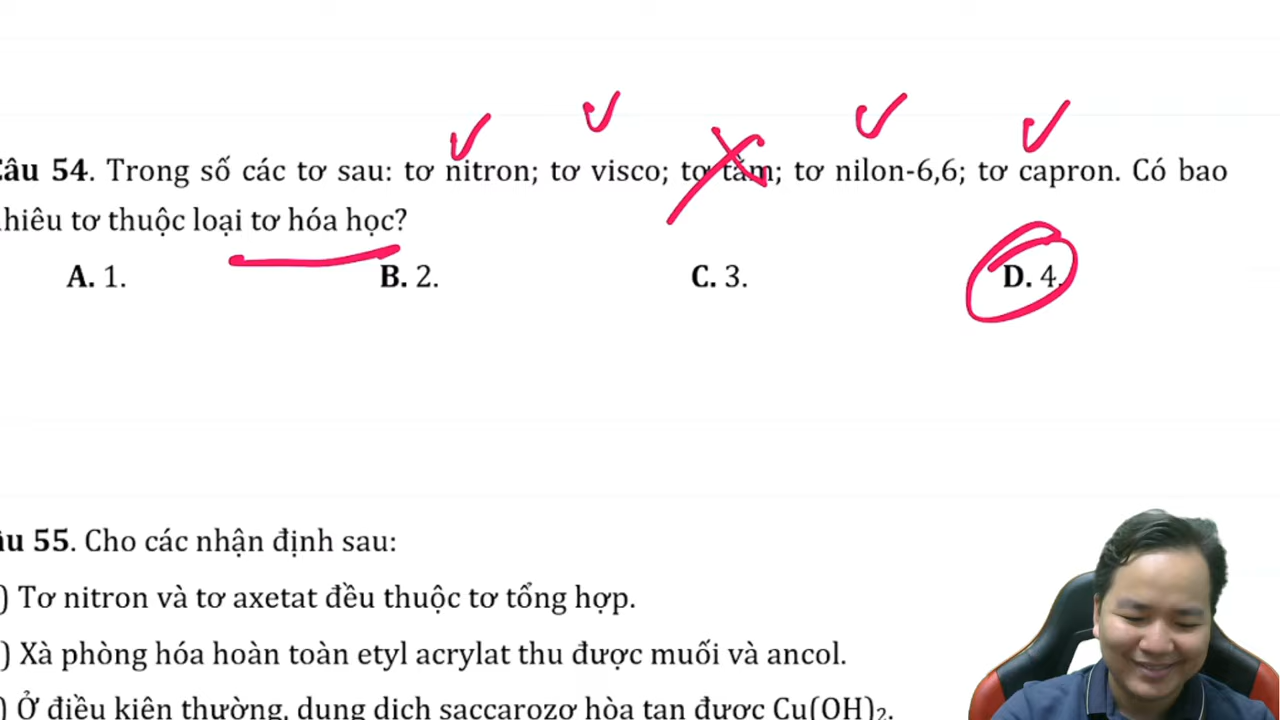 Câu 54. Trong số các tơ sau: tơ nitron; tơ visco; tơ tằm; tơ nilon-6,6; tơ capron. Có bao
hiêu tơ thuộc loại tơ hóa học?
A. 1. B. 2. C. 3. D. 4.
âu 55. Cho các nhận định sau:
) Tơ nitron và tơ axetat đều thuộc tơ tổng hợp.
) Xà phòng hóa hoàn toàn etyl acrylat thu được muối và ancol.
) Ở điều kiện thường, dung dịch saccarozơ hòa tan được Cu(OH)₂.